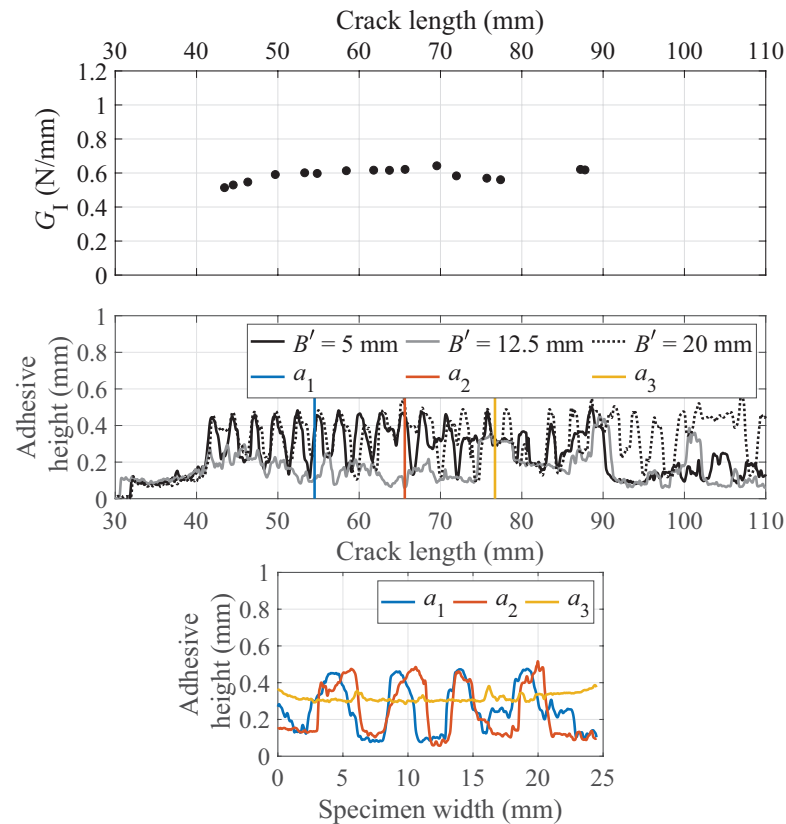 Crack length (mm)
30 40 50 60 70 80 90 100 110
1.2
1
0.8
0.6
0.4
0.2
0
G_I (N/mm)
1
0.8
0.6
0.4
0.2
0
Adhesive
height (mm)
B′ = 5 mm B′ = 12.5 mm B′ = 20 mm
a_1 a_2 a_3
30 40 50 60 70 80 90 100 110
Crack length (mm)
1
0.8
0.6
0.4
0.2
0
Adhesive
height (mm)
a_1 a_2 a_3
0 5 10 15 20 25
Specimen width (mm)